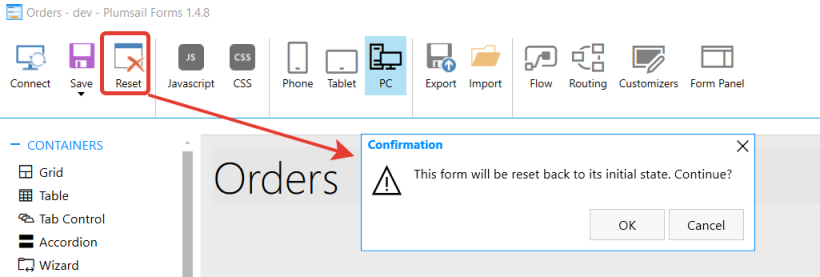 Orders - dev - Plumsail Forms 1.4.8
Connect Save Reset JS Javascript CSS CSS Phone Tablet PC Export Import Flow Routing Customizers Form Panel
CONTAINERS
Grid
Table
Tab Control
Accordion
Wizard
Orders
Confirmation
This form will be reset back to its initial state. Continue?
OK Cancel